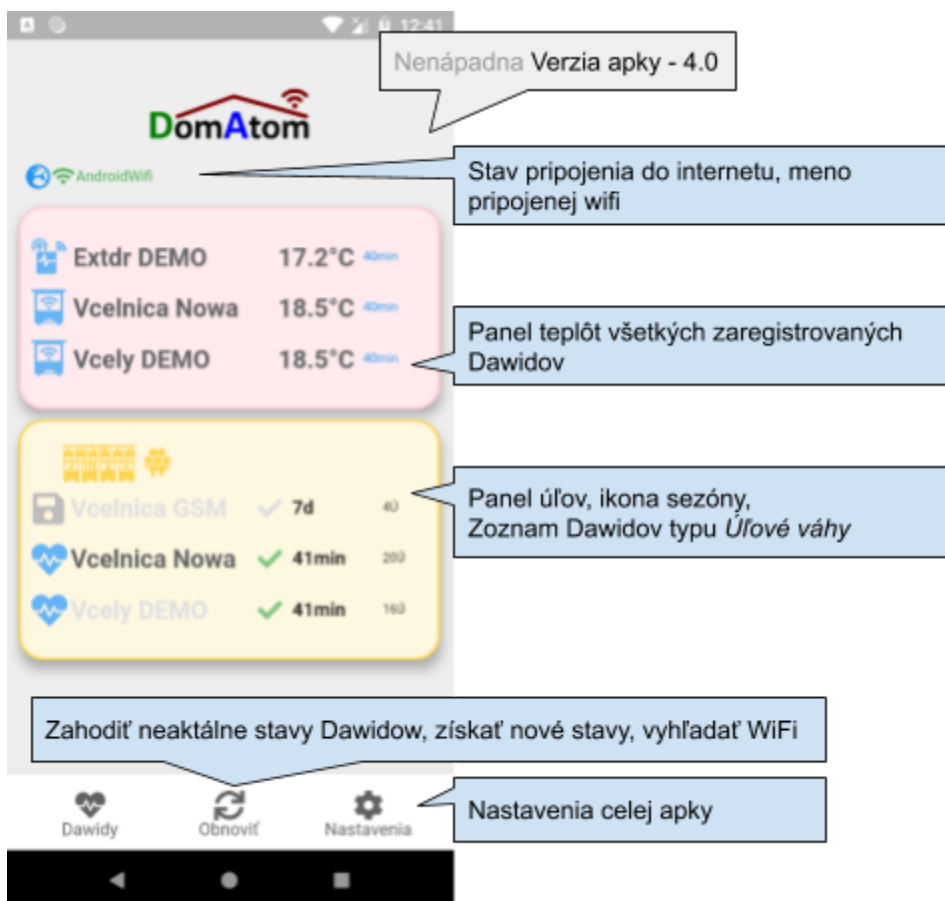 12:41
Nenápadna Verzia apky - 4.0
DomAtom
AndroidWifi
Stav pripojenia do internetu, meno
pripojenej wifi
Extdr DEMO 17.2°C 40min
Vcelnica Nowa 18.5°C 40min
Vcely DEMO 18.5°C 40min
Panel teplôt všetkých zaregistrovaných
Dawidov
Vcelnica GSM 7d 4Ú
Vcelnica Nowa 41min 20Ú
Vcely DEMO 41min 16Ú
Panel úľov, ikona sezóny,
Zoznam Dawidov typu Úľové váhy
Zahodiť neaktálne stavy Dawidow, získať nové stavy, vyhľadať WiFi
Dawidy Obnoviť Nastavenia
Nastavenia celej apky